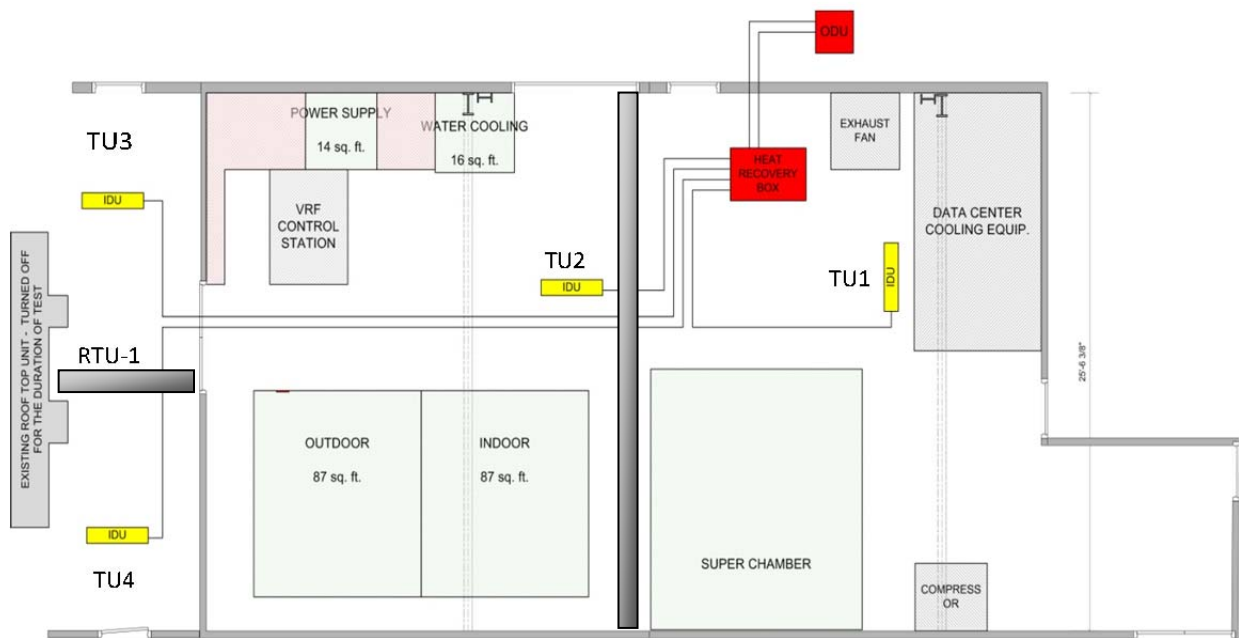 ODU
TU3
POWER SUPPLY
14 sq. ft.
WATER COOLING
16 sq. ft.
EXHAUST
FAN
HEAT
RECOVERY
BOX
IDU
VRF
CONTROL
STATION
DATA CENTER
COOLING EQUIP.
TU2
IDU
TU1
IDU
EXISTING ROOF TOP UNIT - TURNED OFF
FOR THE DURATION OF TEST
RTU-1
25'-6 3/8"
OUTDOOR
87 sq. ft.
INDOOR
87 sq. ft.
IDU
TU4
SUPER CHAMBER
COMPRESS
OR